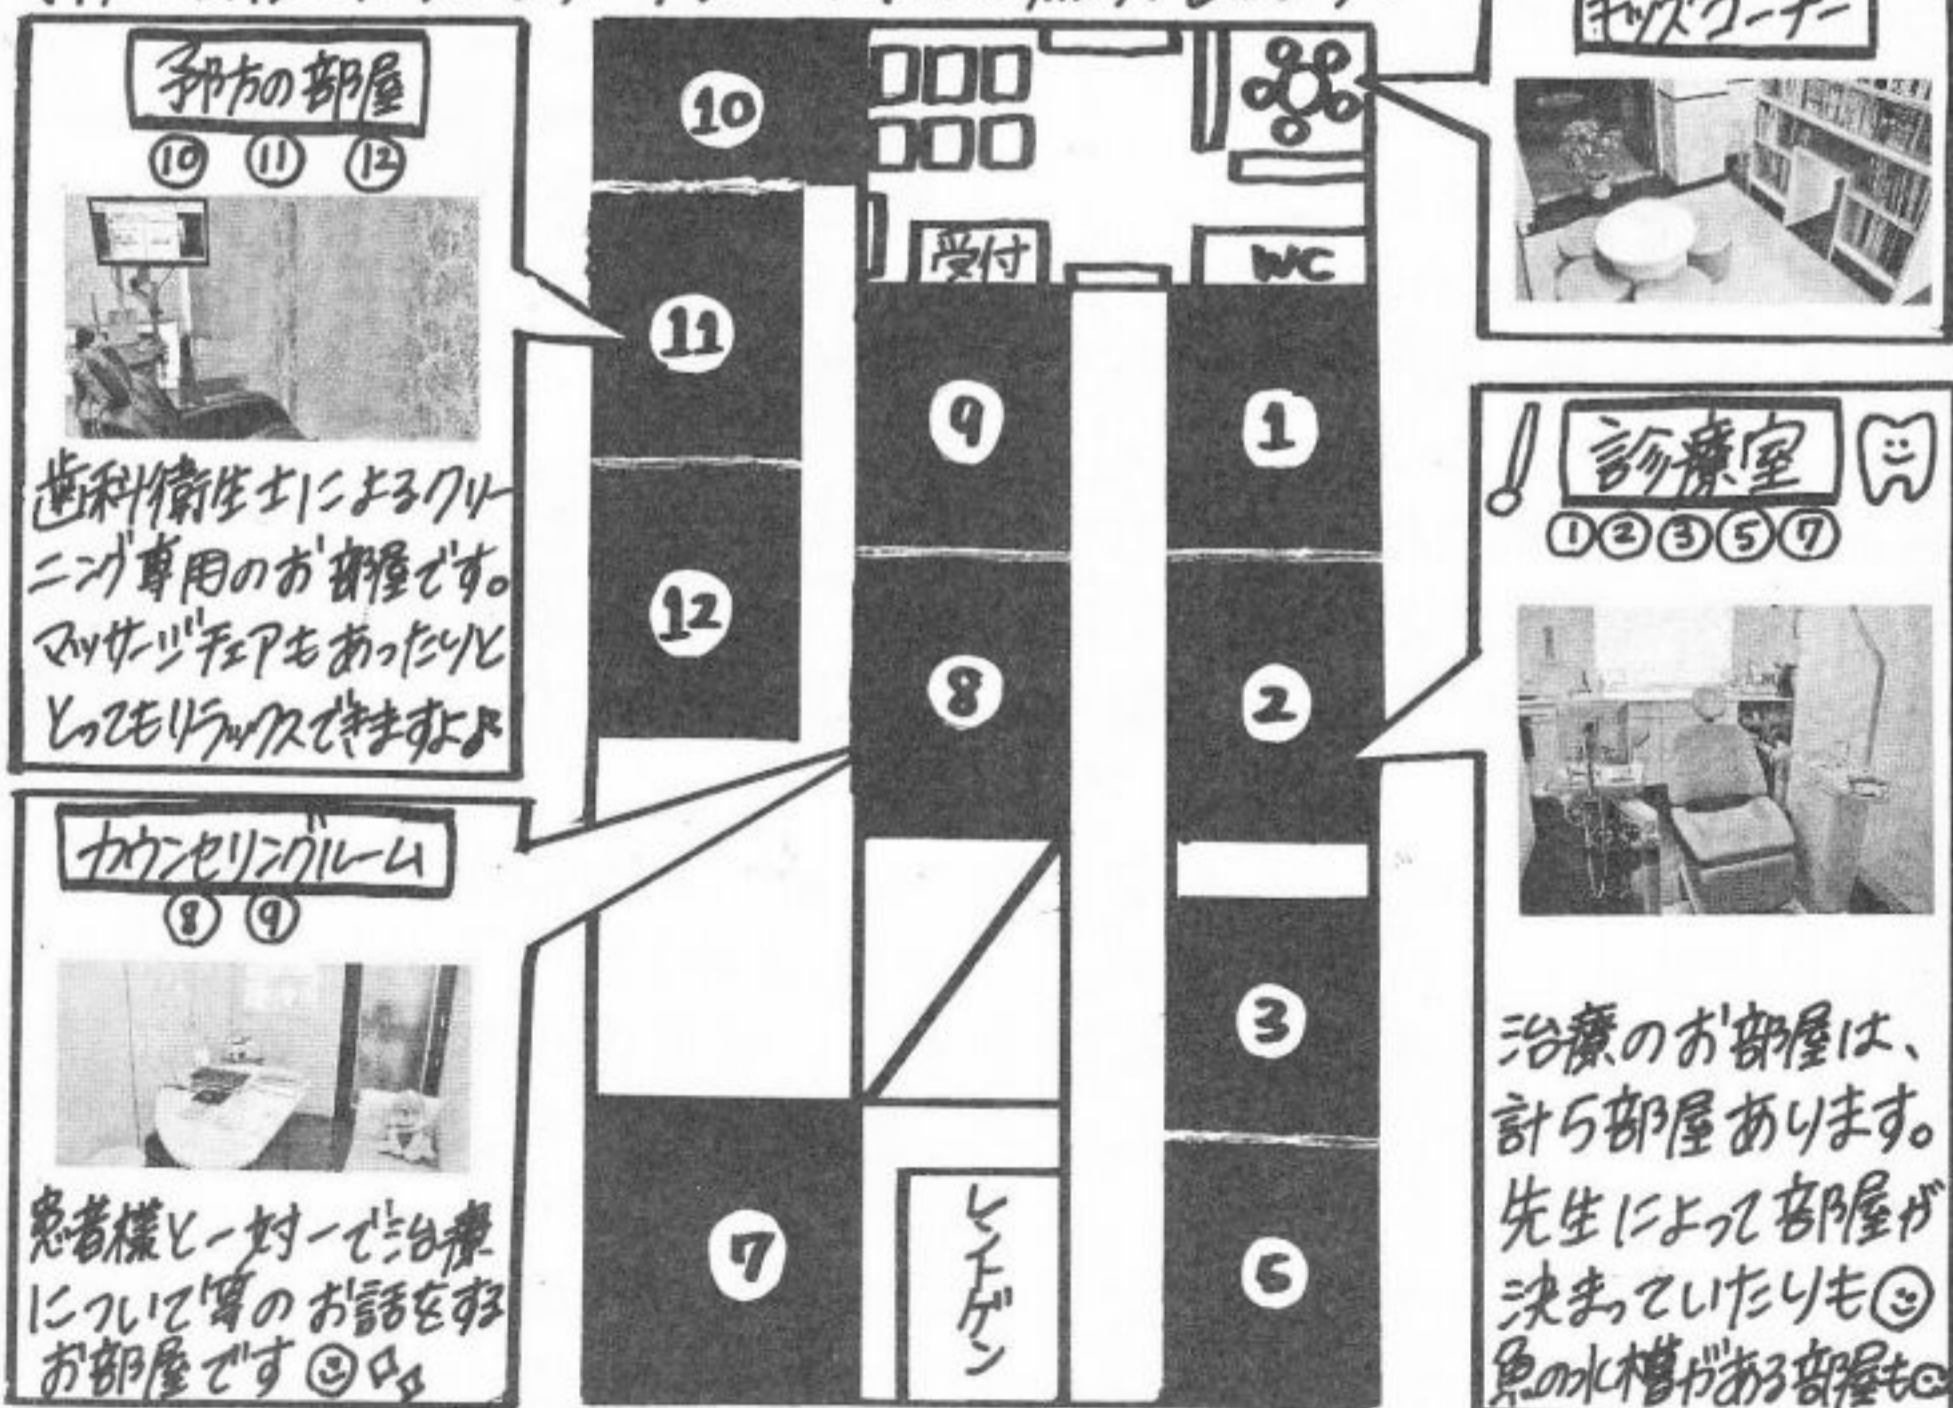 キッズコーナー
予防の部屋
⑩ ⑪ ⑫
歯科衛生士によるクリー
ニング専用のお部屋です。
マッサージチェアもあったりと
とってもリラックスできますよ♪
カウンセリングルーム
⑧ ⑨
患者様と一対一で治療
について等のお話をする
お部屋です
⑩
⑪
⑫
受付
WC
⑨
①
⑧
②
③
⑦
レントゲン
⑤
診療室
①②③⑤⑦
治療のお部屋は、
計5部屋あります。
先生によって部屋が
決まっていたりも
魚の水槽がある部屋も